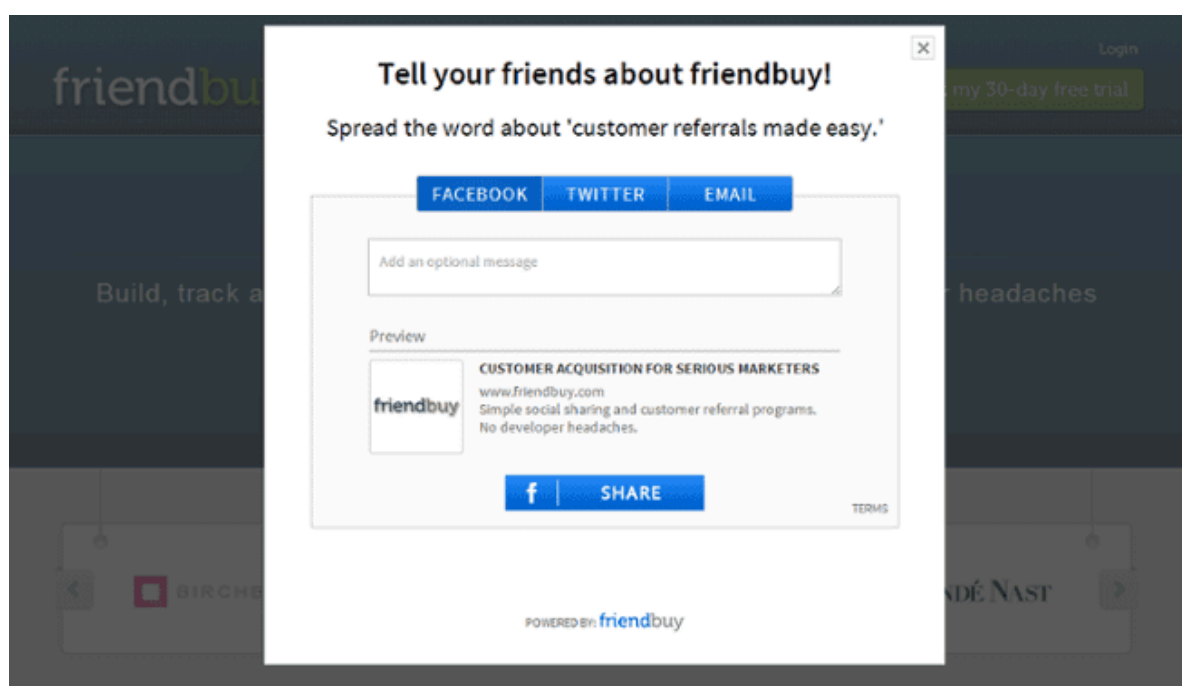 friendbu
Login
my 30-day free trial
Tell your friends about friendbuy!
Spread the word about 'customer referrals made easy.'
FACEBOOK TWITTER EMAIL
Add an optional message
Build, track a
headaches
Preview
CUSTOMER ACQUISITION FOR SERIOUS MARKETERS
www.friendbuy.com
friendbuy
Simple social sharing and customer referral programs.
No developer headaches.
f SHARE
TERMS
BIRCHB
NDÉ NAST
POWERED BY: friendbuy